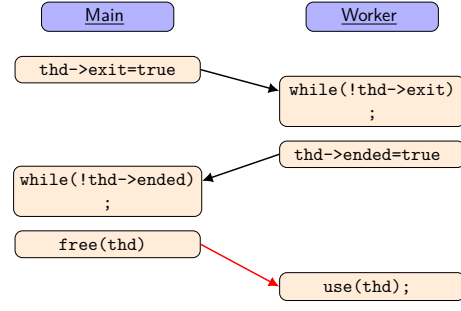 Main
Worker
thd->exit=true
while(!thd->exit)
;
thd->ended=true
while(!thd->ended)
;
free(thd)
use(thd);